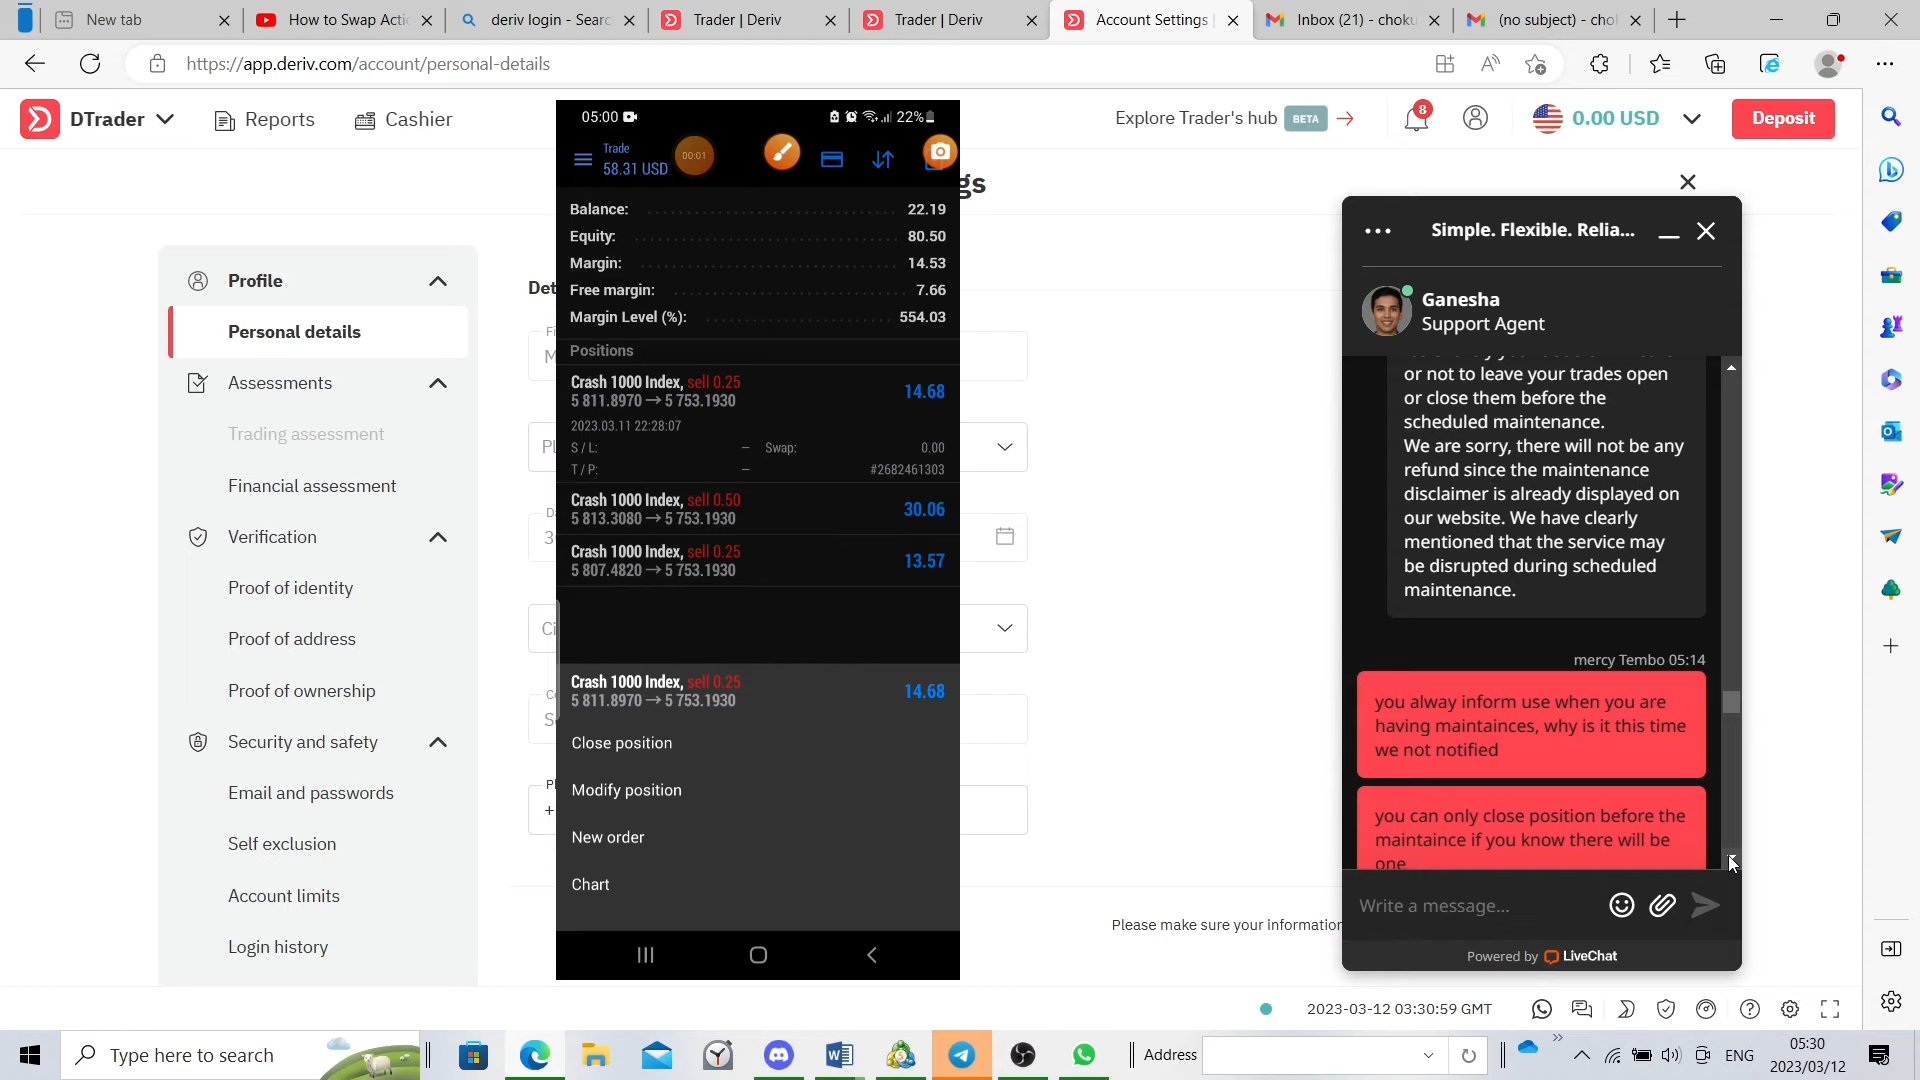 New tab
How to Swap Acti
deriv login - Sear
Trader | Deriv
Trader | Deriv
Account Settings
Inbox (21) - choku
(no subject) - cho
https://app.deriv.com/account/personal-details
DTrader
Reports
Cashier
Explore Trader's hub BETA
8
0.00 USD
Deposit
gs
Profile
Personal details
Assessments
Trading assessment
Financial assessment
Verification
Proof of identity
Proof of address
Proof of ownership
Security and safety
Email and passwords
Self exclusion
Account limits
Login history
Det
05:00
22%
Trade
58.31 USD
00:01
Balance: 22.19
Equity: 80.50
Margin: 14.53
Free margin: 7.66
Margin Level (%): 554.03
Positions
Crash 1000 Index, sell 0.25
5 811.8970 → 5 753.1930
14.68
2023.03.11 22:28:07
S / L: – Swap: 0.00
T / P: – #2682461303
Crash 1000 Index, sell 0.50
5 813.3080 → 5 753.1930
30.06
Crash 1000 Index, sell 0.25
5 807.4820 → 5 753.1930
13.57
Crash 1000 Index, sell 0.25
5 811.8970 → 5 753.1930
14.68
Close position
Modify position
New order
Chart
Please make sure your information
Simple. Flexible. Relia...
Ganesha
Support Agent
or not to leave your trades open
or close them before the
scheduled maintenance.
We are sorry, there will not be any
refund since the maintenance
disclaimer is already displayed on
our website. We have clearly
mentioned that the service may
be disrupted during scheduled
maintenance.
mercy Tembo 05:14
you alway inform use when you are
having maintainces, why is it this time
we not notified
you can only close position before the
maintaince if you know there will be
one
Write a message...
Powered by LiveChat
2023-03-12 03:30:59 GMT
Type here to search
Address
ENG
05:30
2023/03/12